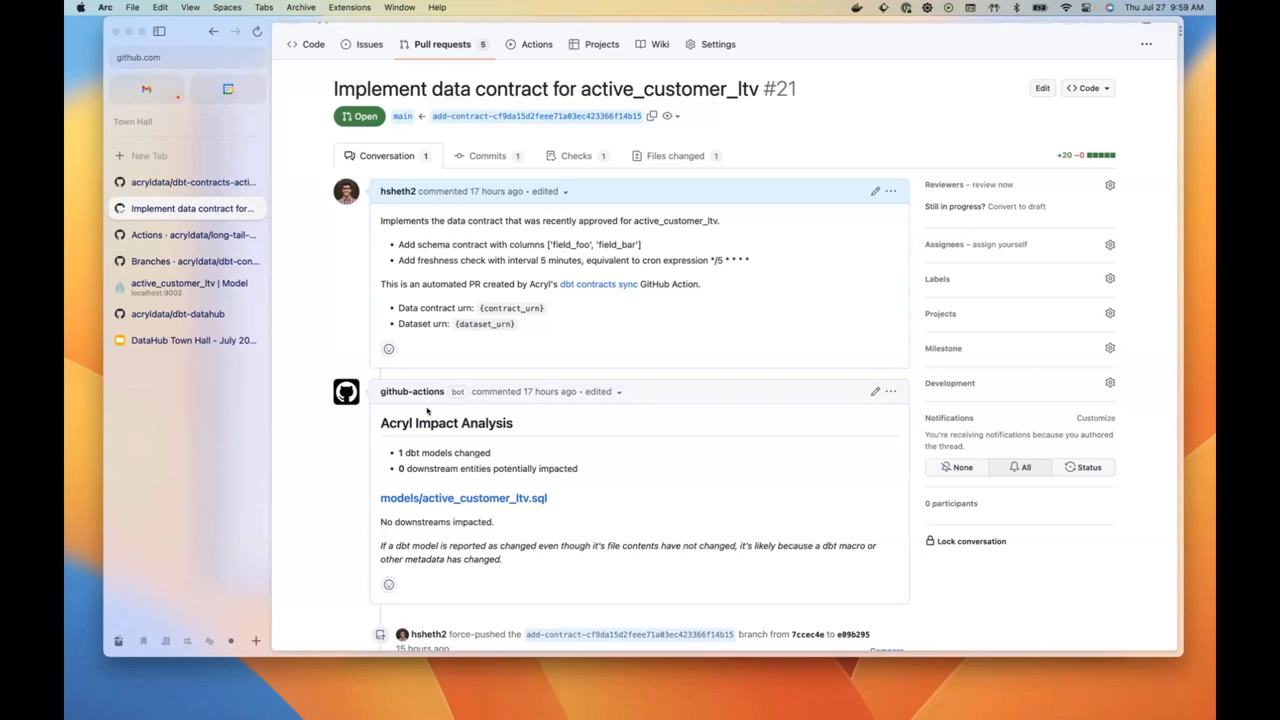 Arc File Edit View Spaces Tabs Archive Extensions Window Help Thu Jul 27 9:59 AM
github.com
Town Hall
New Tab
acryldata/dbt-contracts-acti...
Implement data contract for...
Actions · acryldata/long-tail-...
Branches · acryldata/dbt-con...
active_customer_ltv | Model
localhost:9002
acryldata/dbt-datahub
DataHub Town Hall - July 20...
Code Issues Pull requests 5 Actions Projects Wiki Settings
Implement data contract for active_customer_ltv #21
Edit Code
Open main ← add-contract-cf9da15d2feee71a03ec423366f14b15
Conversation 1 Commits 1 Checks 1 Files changed 1 +20 −0
hsheth2 commented 17 hours ago • edited
Implements the data contract that was recently approved for active_customer_ltv.
• Add schema contract with columns ['field_foo', 'field_bar']
• Add freshness check with interval 5 minutes, equivalent to cron expression */5 * * * *
This is an automated PR created by Acryl's dbt contracts sync GitHub Action.
• Data contract urn: {contract_urn}
• Dataset urn: {dataset_urn}
github-actions bot commented 17 hours ago • edited
Acryl Impact Analysis
• 1 dbt models changed
• 0 downstream entities potentially impacted
models/active_customer_ltv.sql
No downstreams impacted.
If a dbt model is reported as changed even though it's file contents have not changed, it's likely because a dbt macro or
other metadata has changed.
hsheth2 force-pushed the add-contract-cf9da15d2feee71a03ec423366f14b15 branch from 7ccec4e to e09b295
15 hours ago
Compare
Reviewers – review now
Still in progress? Convert to draft
Assignees – assign yourself
Labels
Projects
Milestone
Development
Notifications Customize
You're receiving notifications because you authored
the thread.
None All Status
0 participants
Lock conversation